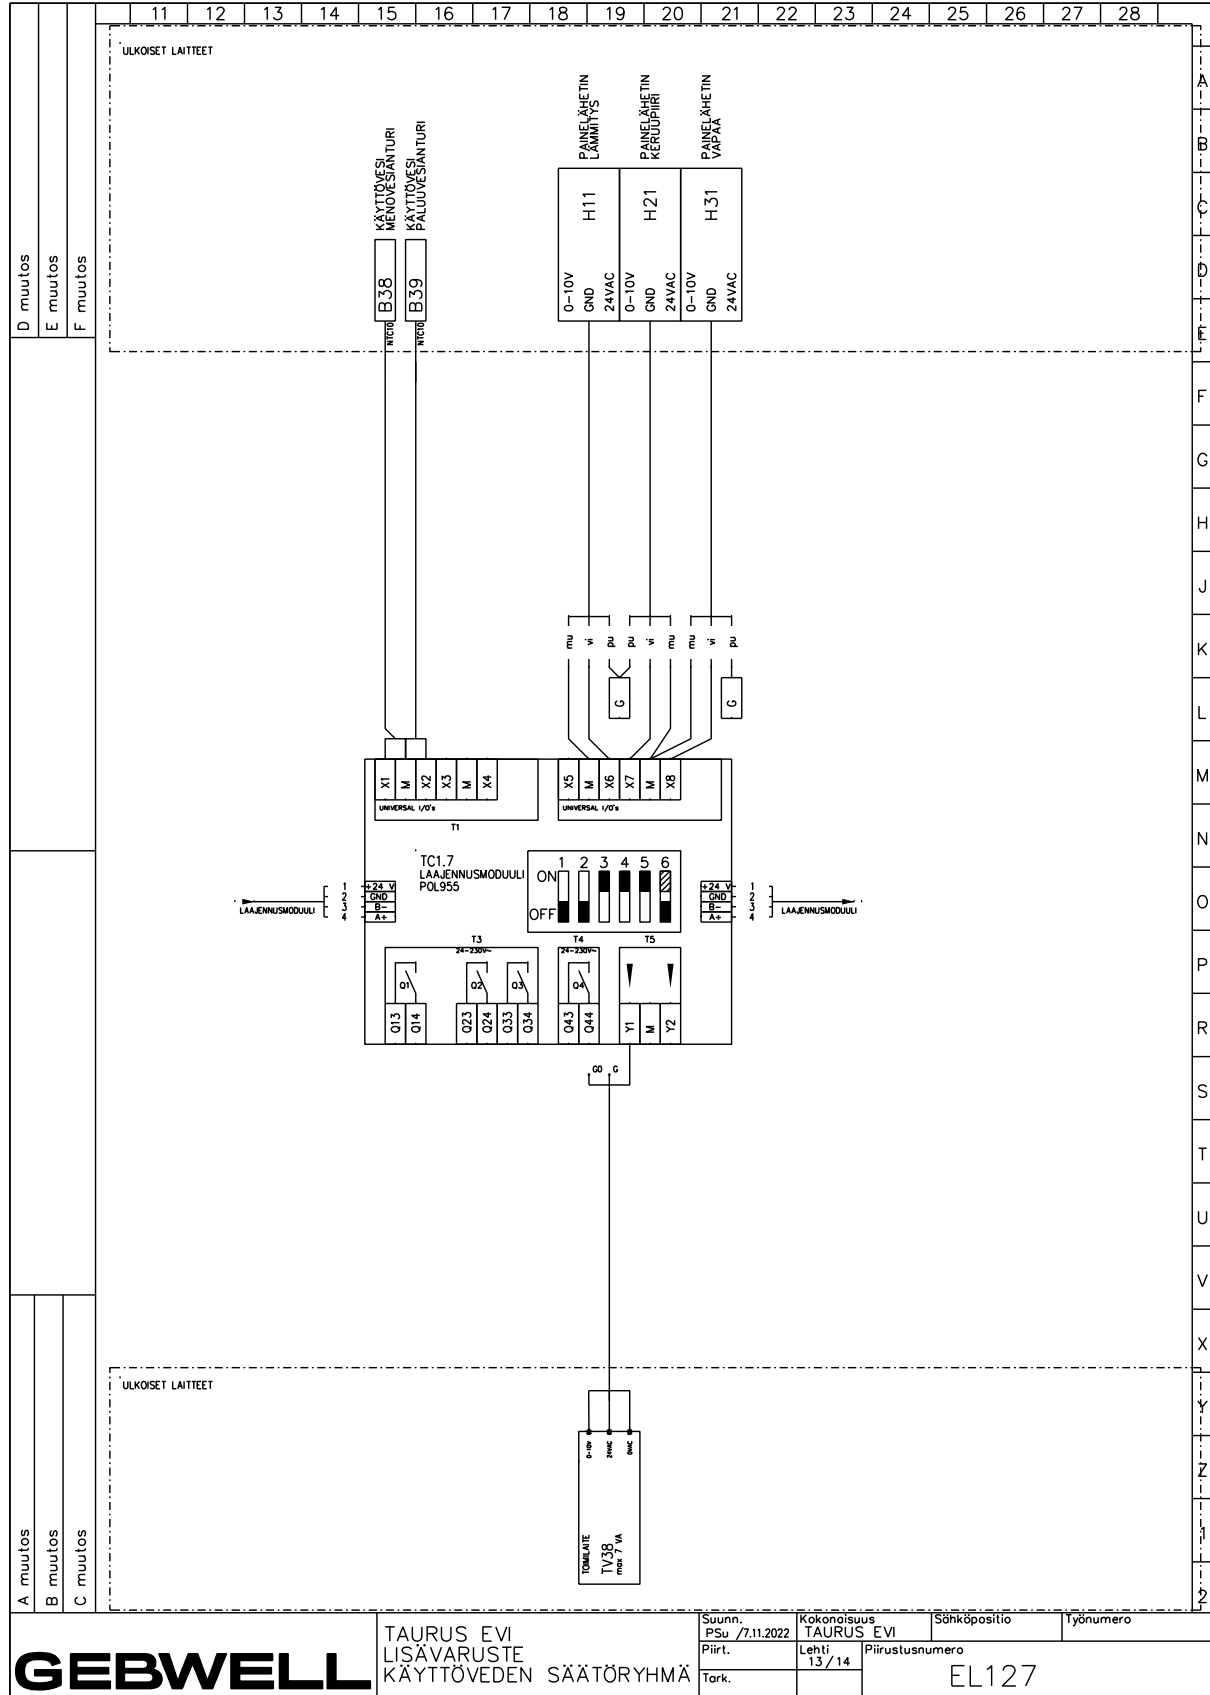 11 12 13 14 15 16 17 18 19 20 21 22 23 24 25 26 27 28
ULKOISET LAITTEET
A
B
C
D
E
F
G
H
J
K
L
M
N
O
P
R
S
T
U
V
X
Y
Z
1
2
D muutos
E muutos
F muutos
A muutos
B muutos
C muutos
KÄYTTÖVESI
MENOVESIANTURI
KÄYTTÖVESI
PALUUVESIANTURI
B38
B39
NTC10
NTC10
PAINELÄHETIN
LÄMMITYS
PAINELÄHETIN
KERUUPIIRI
PAINELÄHETIN
VAPAA
H11
H21
H31
0-10V
GND
24VAC
0-10V
GND
24VAC
0-10V
GND
24VAC
mu vi pu pu vi mu mu vi pu
G
G
X1 M X2 X3 M X4
UNIVERSAL I/O's
T1
X5 M X6 X7 M X8
UNIVERSAL I/O's
TC1.7
LAAJENNUSMODUULI
POL955
1 2 3 4 5 6
ON
OFF
1
2
3
4
+24 V
GND
B-
A+
LAAJENNUSMODUULI
+24 V
GND
B-
A+
1
2
3
4
LAAJENNUSMODUULI
T3
24-230V~
T4
24-230V~
T5
Q1
Q2
Q3
Q4
Q13 Q14 Q23 Q24 Q33 Q34 Q43 Q44 Y1 M Y2
G0 G
ULKOISET LAITTEET
0-10V
24VAC
0VAC
TOIMILAITE
TV38
max 7 VA
GEBWELL
TAURUS EVI
LISÄVARUSTE
KÄYTTÖVEDEN SÄÄTÖRYHMÄ
Suunn.
PSu /7.11.2022
Piirt.
Tark.
Kokonaisuus
TAURUS EVI
Lehti
13/14
Sähköpositio
Työnumero
Piirustusnumero
EL127